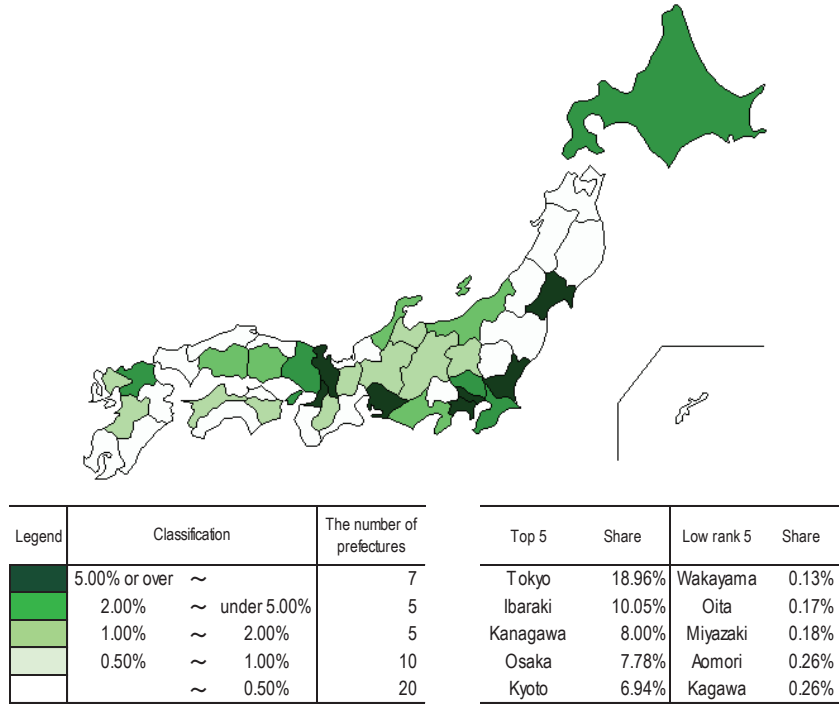 Legend Classification The number of prefectures
5.00% or over ～ 7
2.00% ～ under 5.00% 5
1.00% ～ 2.00% 5
0.50% ～ 1.00% 10
～ 0.50% 20
Top 5 Share Low rank 5 Share
Tokyo 18.96% Wakayama 0.13%
Ibaraki 10.05% Oita 0.17%
Kanagawa 8.00% Miyazaki 0.18%
Osaka 7.78% Aomori 0.26%
Kyoto 6.94% Kagawa 0.26%